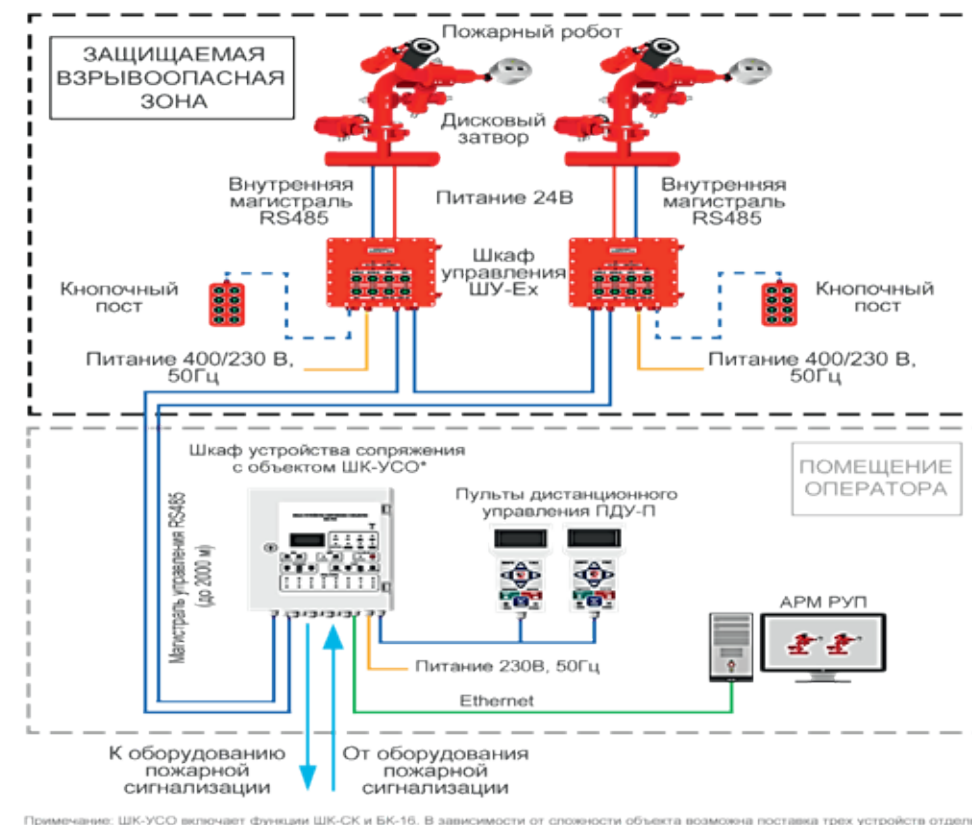 Пожарный робот
ЗАЩИЩАЕМАЯ
ВЗРЫВООПАСНАЯ
ЗОНА
Дисковый
затвор
Внутренняя
магистраль
RS485
Питание 24В
Внутренняя
магистраль
RS485
Шкаф
управления
ШУ-Ех
Кнопочный
пост
Кнопочный
пост
Питание 400/230 В,
50Гц
Питание 400/230 В,
50Гц
Шкаф устройства сопряжения
с объектом ШК-УСО*
ПОМЕЩЕНИЕ
ОПЕРАТОРА
Пульты дистанционного
управления ПДУ-П
Магистраль управления RS485
(до 2000 м)
АРМ РУП
Питание 230В, 50Гц
Ethernet
К оборудованию
пожарной
сигнализации
От оборудования
пожарной
сигнализации
Примечание: ШК-УСО включает функции ШК-СК и БК-16. В зависимости от сложности объекта возможна поставка трех устройств отдел